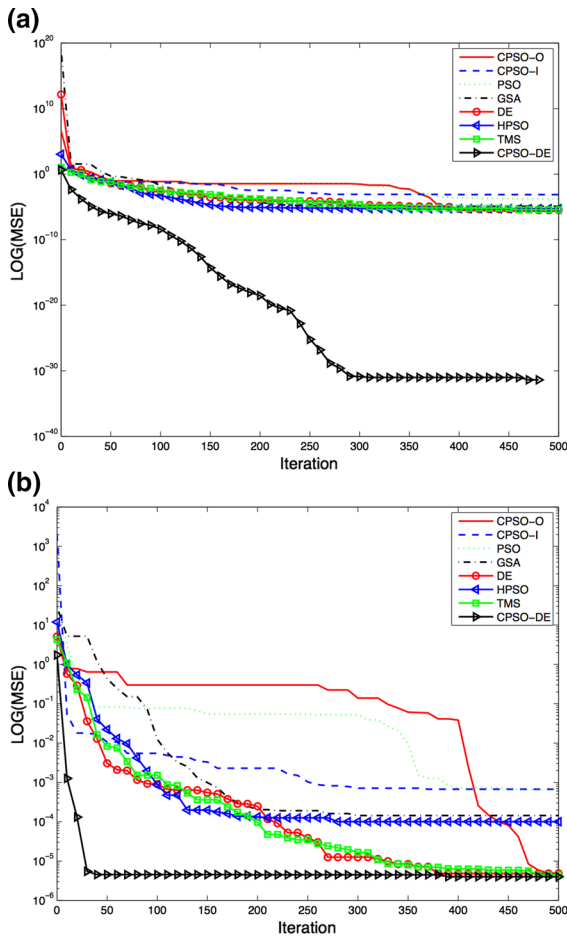 (a)
10^20
10^10
10^0
10^-10
10^-20
10^-30
10^-40
LOG(MSE)
0 50 100 150 200 250 300 350 400 450 500
Iteration
CPSO-O
CPSO-I
PSO
GSA
DE
HPSO
TMS
CPSO-DE
(b)
10^4
10^3
10^2
10^1
10^0
10^-1
10^-2
10^-3
10^-4
10^-5
10^-6
LOG(MSE)
0 50 100 150 200 250 300 350 400 450 500
Iteration
CPSO-O
CPSO-I
PSO
GSA
DE
HPSO
TMS
CPSO-DE